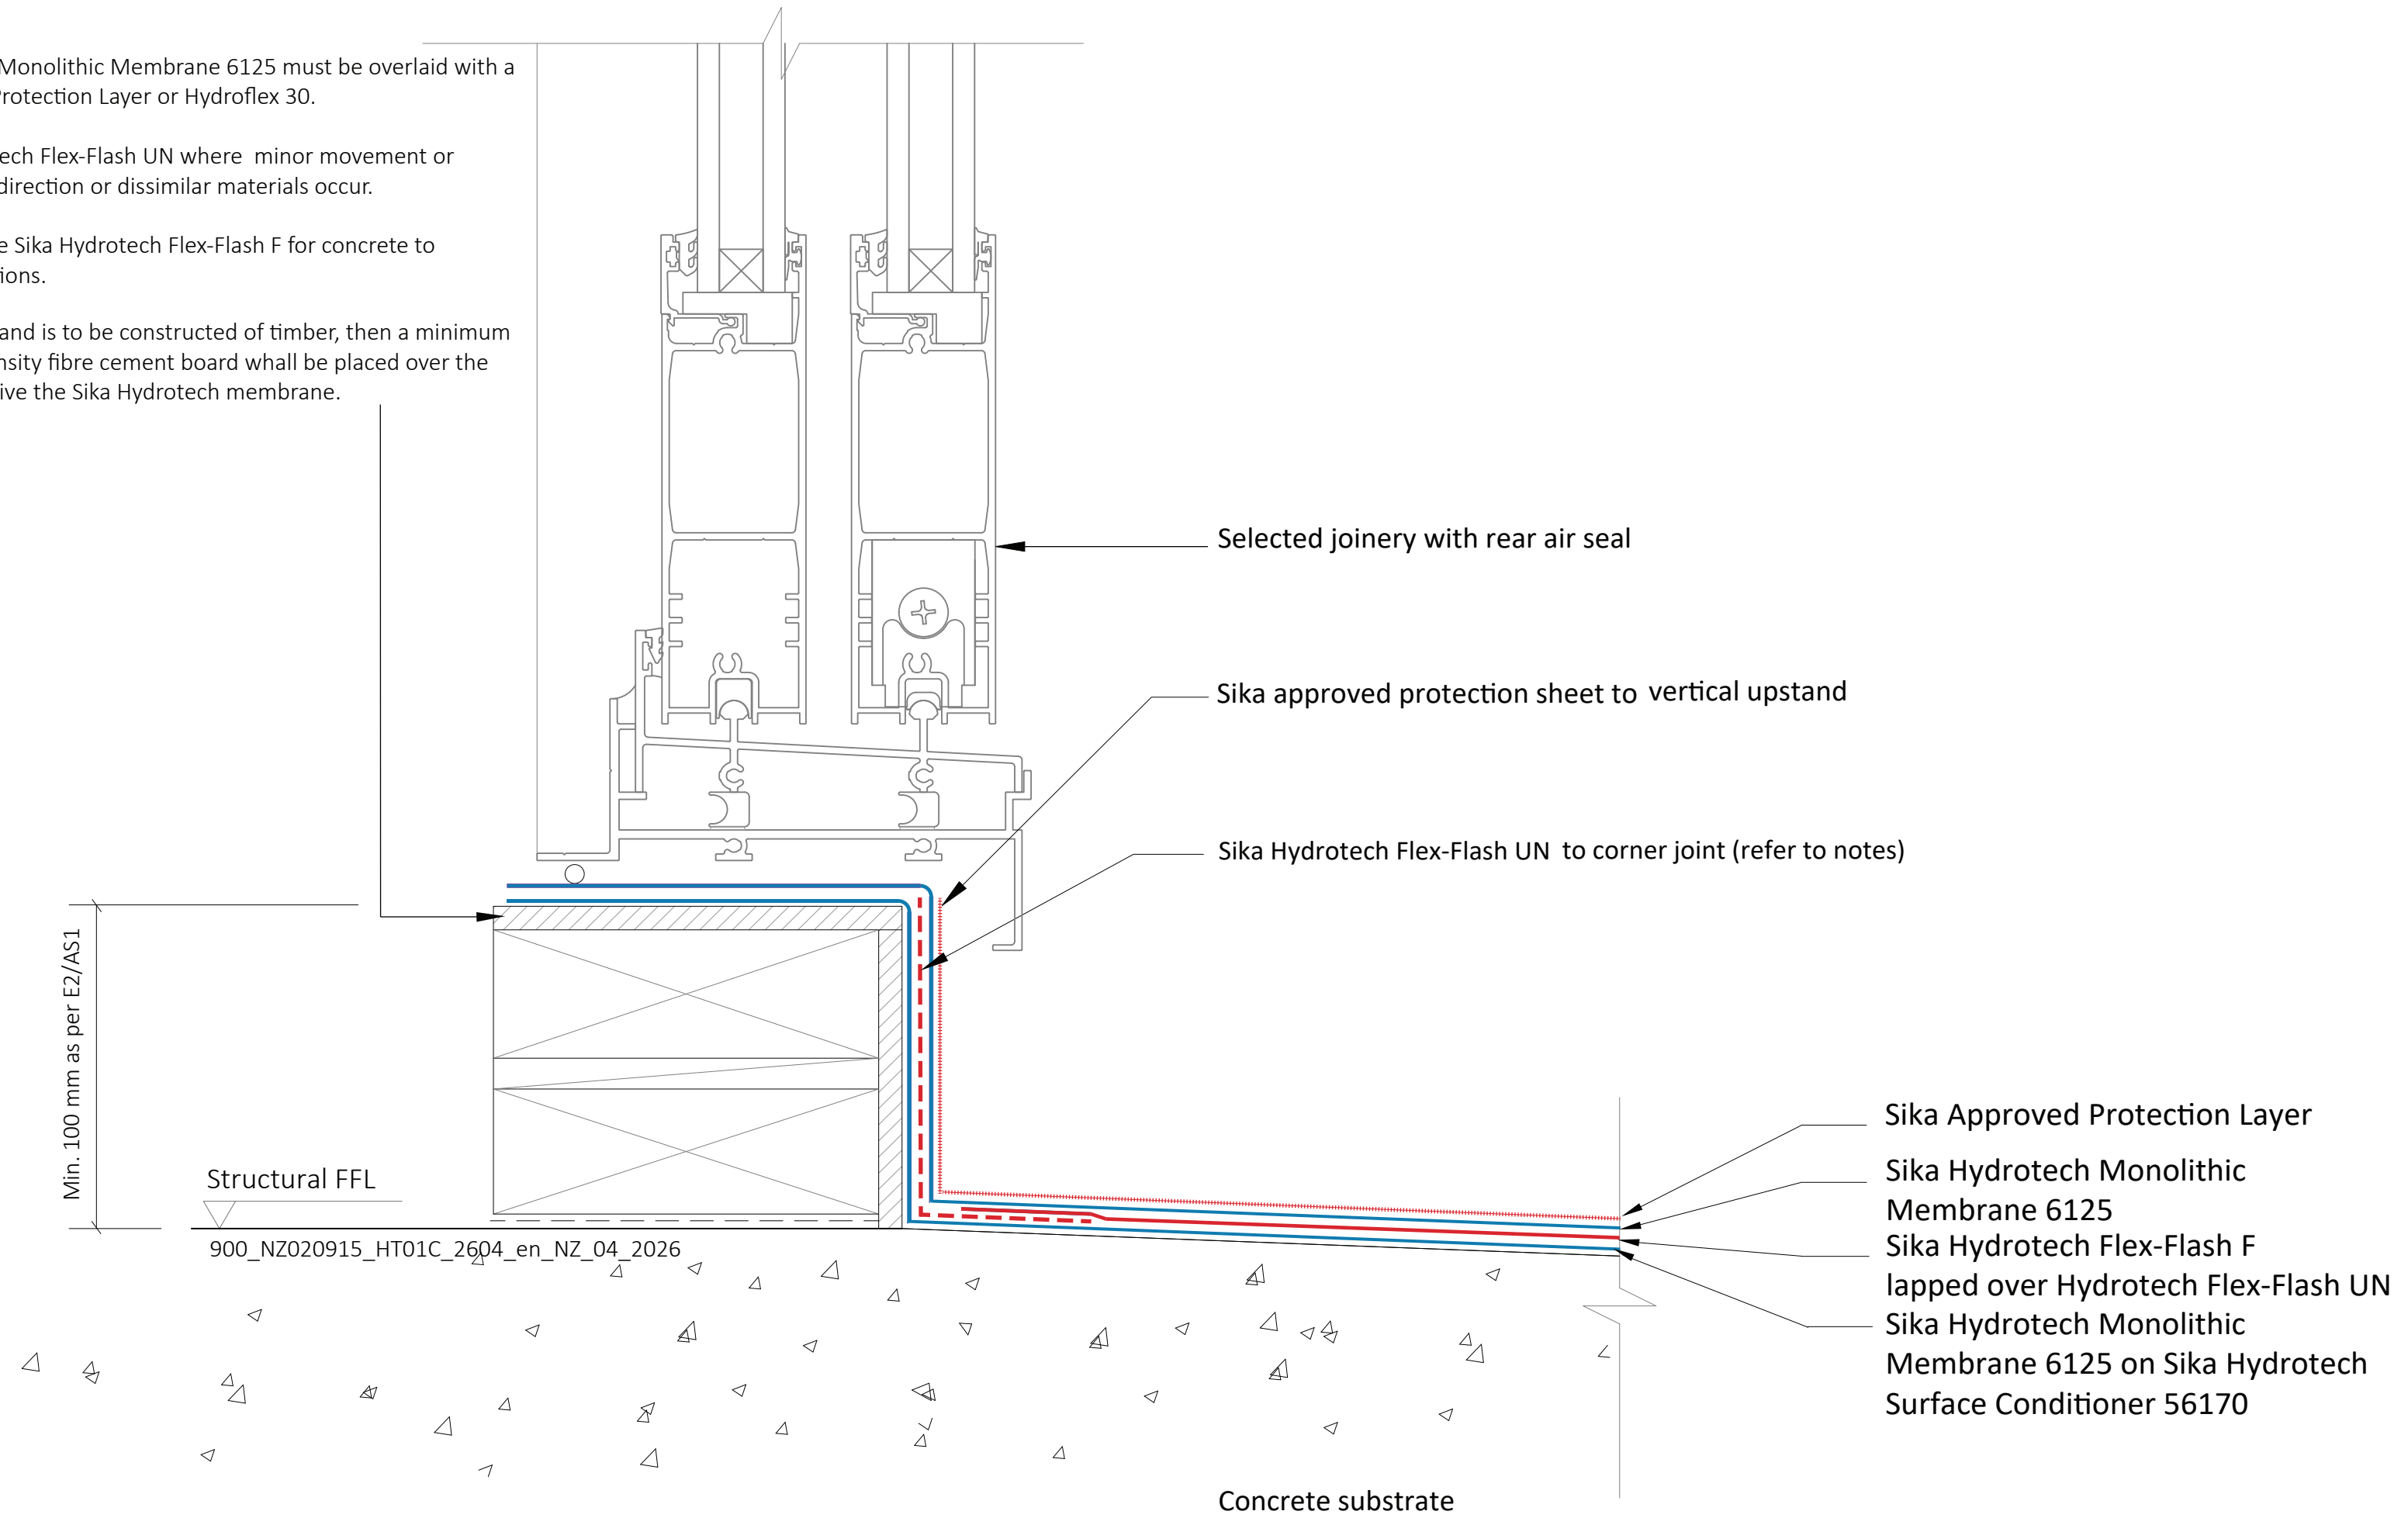 Monolithic Membrane 6125 must be overlaid with a
Protection Layer or Hydroflex 30.
ech Flex-Flash UN where minor movement or
direction or dissimilar materials occur.
e Sika Hydrotech Flex-Flash F for concrete to
ions.
and is to be constructed of timber, then a minimum
nsity fibre cement board whall be placed over the
ive the Sika Hydrotech membrane.
Selected joinery with rear air seal
Sika approved protection sheet to vertical upstand
Sika Hydrotech Flex-Flash UN to corner joint (refer to notes)
Min. 100 mm as per E2/AS1
Structural FFL
900_NZ020915_HT01C_2604_en_NZ_04_2026
Sika Approved Protection Layer
Sika Hydrotech Monolithic
Membrane 6125
Sika Hydrotech Flex-Flash F
lapped over Hydrotech Flex-Flash UN
Sika Hydrotech Monolithic
Membrane 6125 on Sika Hydrotech
Surface Conditioner 56170
Concrete substrate